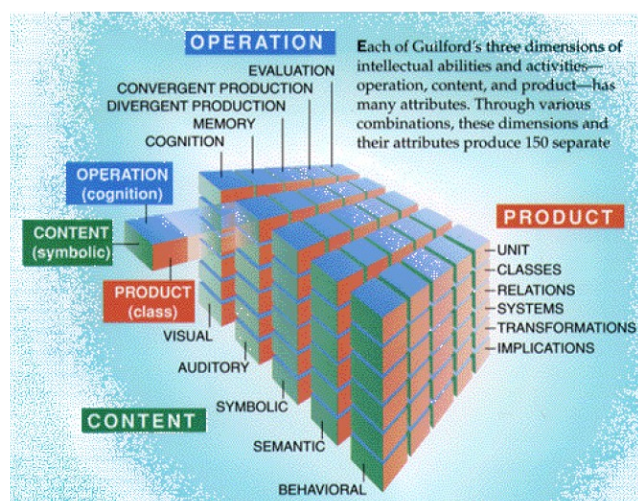 OPERATION
Each of Guilford's three dimensions of
intellectual abilities and activities—
operation, content, and product—has
many attributes. Through various
combinations, these dimensions and
their attributes produce 150 separate
EVALUATION
CONVERGENT PRODUCTION
DIVERGENT PRODUCTION
MEMORY
COGNITION
OPERATION
(cognition)
CONTENT
(symbolic)
PRODUCT
(class)
PRODUCT
UNIT
CLASSES
RELATIONS
SYSTEMS
TRANSFORMATIONS
IMPLICATIONS
VISUAL
AUDITORY
SYMBOLIC
SEMANTIC
BEHAVIORAL
CONTENT